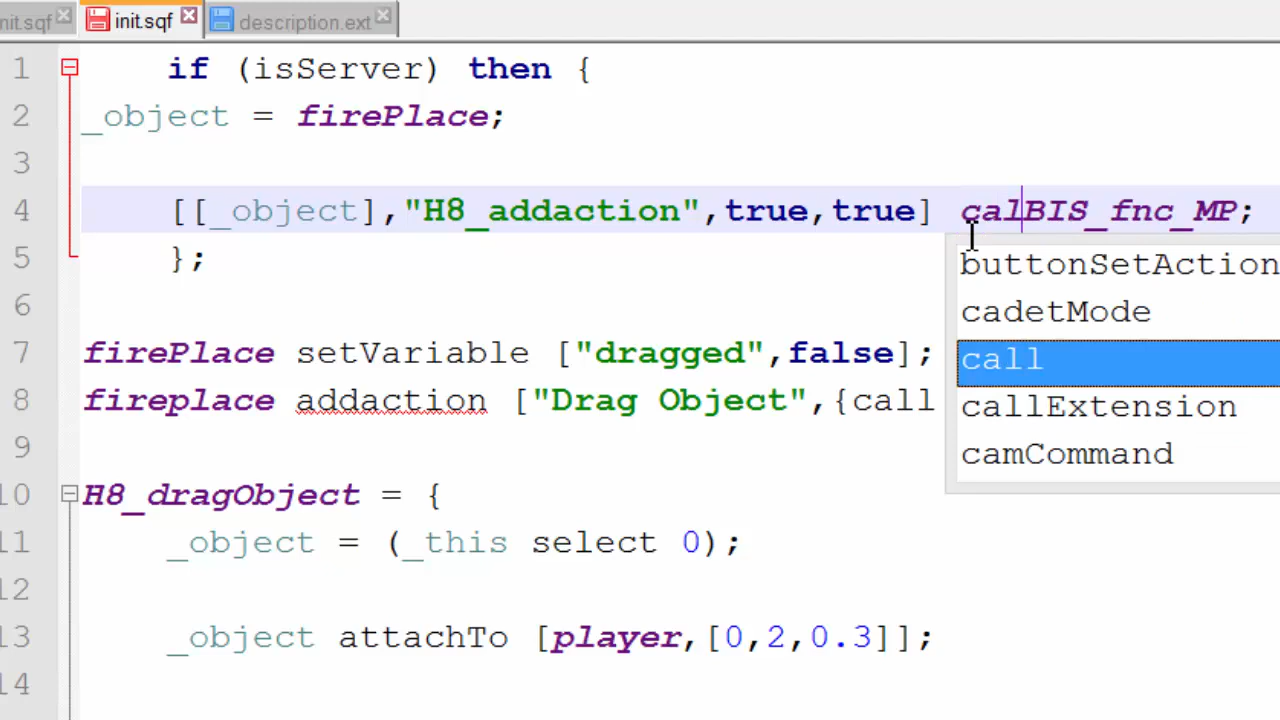 nit.sqf init.sqf description.ext
1 if (isServer) then {
2 _object = firePlace;
3
4 [[_object],"H8_addaction",true,true] calBIS_fnc_MP;
5 };
buttonSetAction
6 cadetMode
7 firePlace setVariable ["dragged",false]; call
8 fireplace addaction ["Drag Object",{call callExtension
9 camCommand
10 H8_dragObject = {
11 _object = (_this select 0);
12
13 _object attachTo [player,[0,2,0.3]];
14